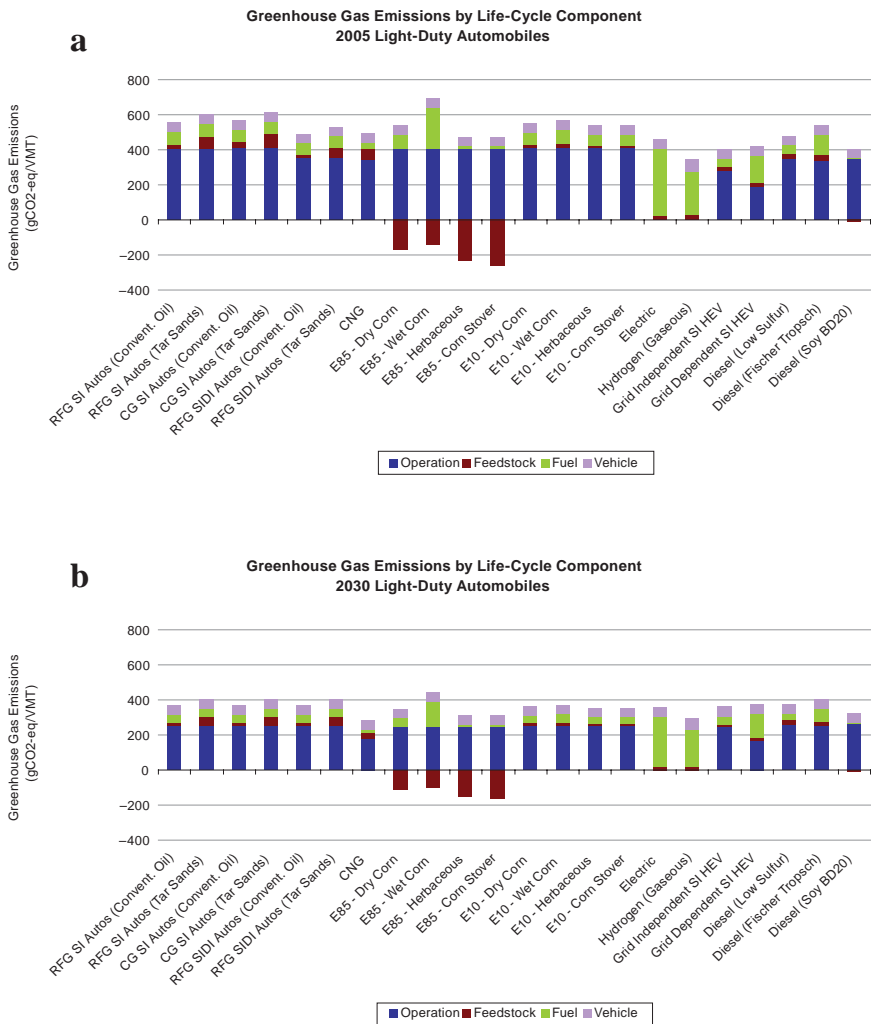 a
Greenhouse Gas Emissions by Life-Cycle Component
2005 Light-Duty Automobiles
Greenhouse Gas Emissions
(gCO2-eq/VMT)
800
600
400
200
0
–200
–400
RFG SI Autos (Convent. Oil)
RFG SI Autos (Tar Sands)
CG SI Autos (Convent. Oil)
CG SI Autos (Tar Sands)
RFG SIDI Autos (Convent. Oil)
RFG SIDI Autos (Tar Sands)
CNG
E85 - Dry Corn
E85 - Wet Corn
E85 - Herbaceous
E85 - Corn Stover
E10 - Dry Corn
E10 - Wet Corn
E10 - Herbaceous
E10 - Corn Stover
Electric
Hydrogen (Gaseous)
Grid Independent SI HEV
Grid Dependent SI HEV
Diesel (Low Sulfur)
Diesel (Fischer Tropsch)
Diesel (Soy BD20)
Operation Feedstock Fuel Vehicle
b
Greenhouse Gas Emissions by Life-Cycle Component
2030 Light-Duty Automobiles
Greenhouse Gas Emissions
(gCO2-eq/VMT)
800
600
400
200
0
–200
–400
RFG SI Autos (Convent. Oil)
RFG SI Autos (Tar Sands)
CG SI Autos (Convent. Oil)
CG SI Autos (Tar Sands)
RFG SIDI Autos (Convent. Oil)
RFG SIDI Autos (Tar Sands)
CNG
E85 - Dry Corn
E85 - Wet Corn
E85 - Herbaceous
E85 - Corn Stover
E10 - Dry Corn
E10 - Wet Corn
E10 - Herbaceous
E10 - Corn Stover
Electric
Hydrogen (Gaseous)
Grid Independent SI HEV
Grid Dependent SI HEV
Diesel (Low Sulfur)
Diesel (Fischer Tropsch)
Diesel (Soy BD20)
Operation Feedstock Fuel Vehicle